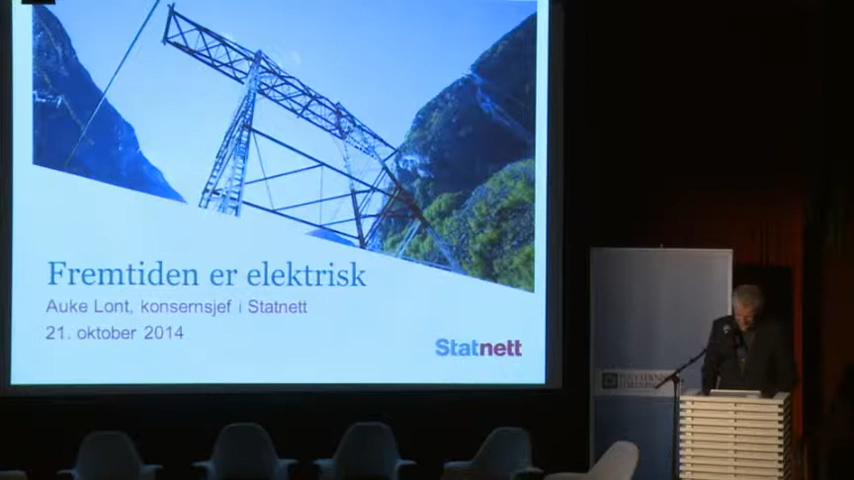 Fremtiden er elektrisk
Auke Lont, konsernsjef i Statnett
21. oktober 2014
Statnett